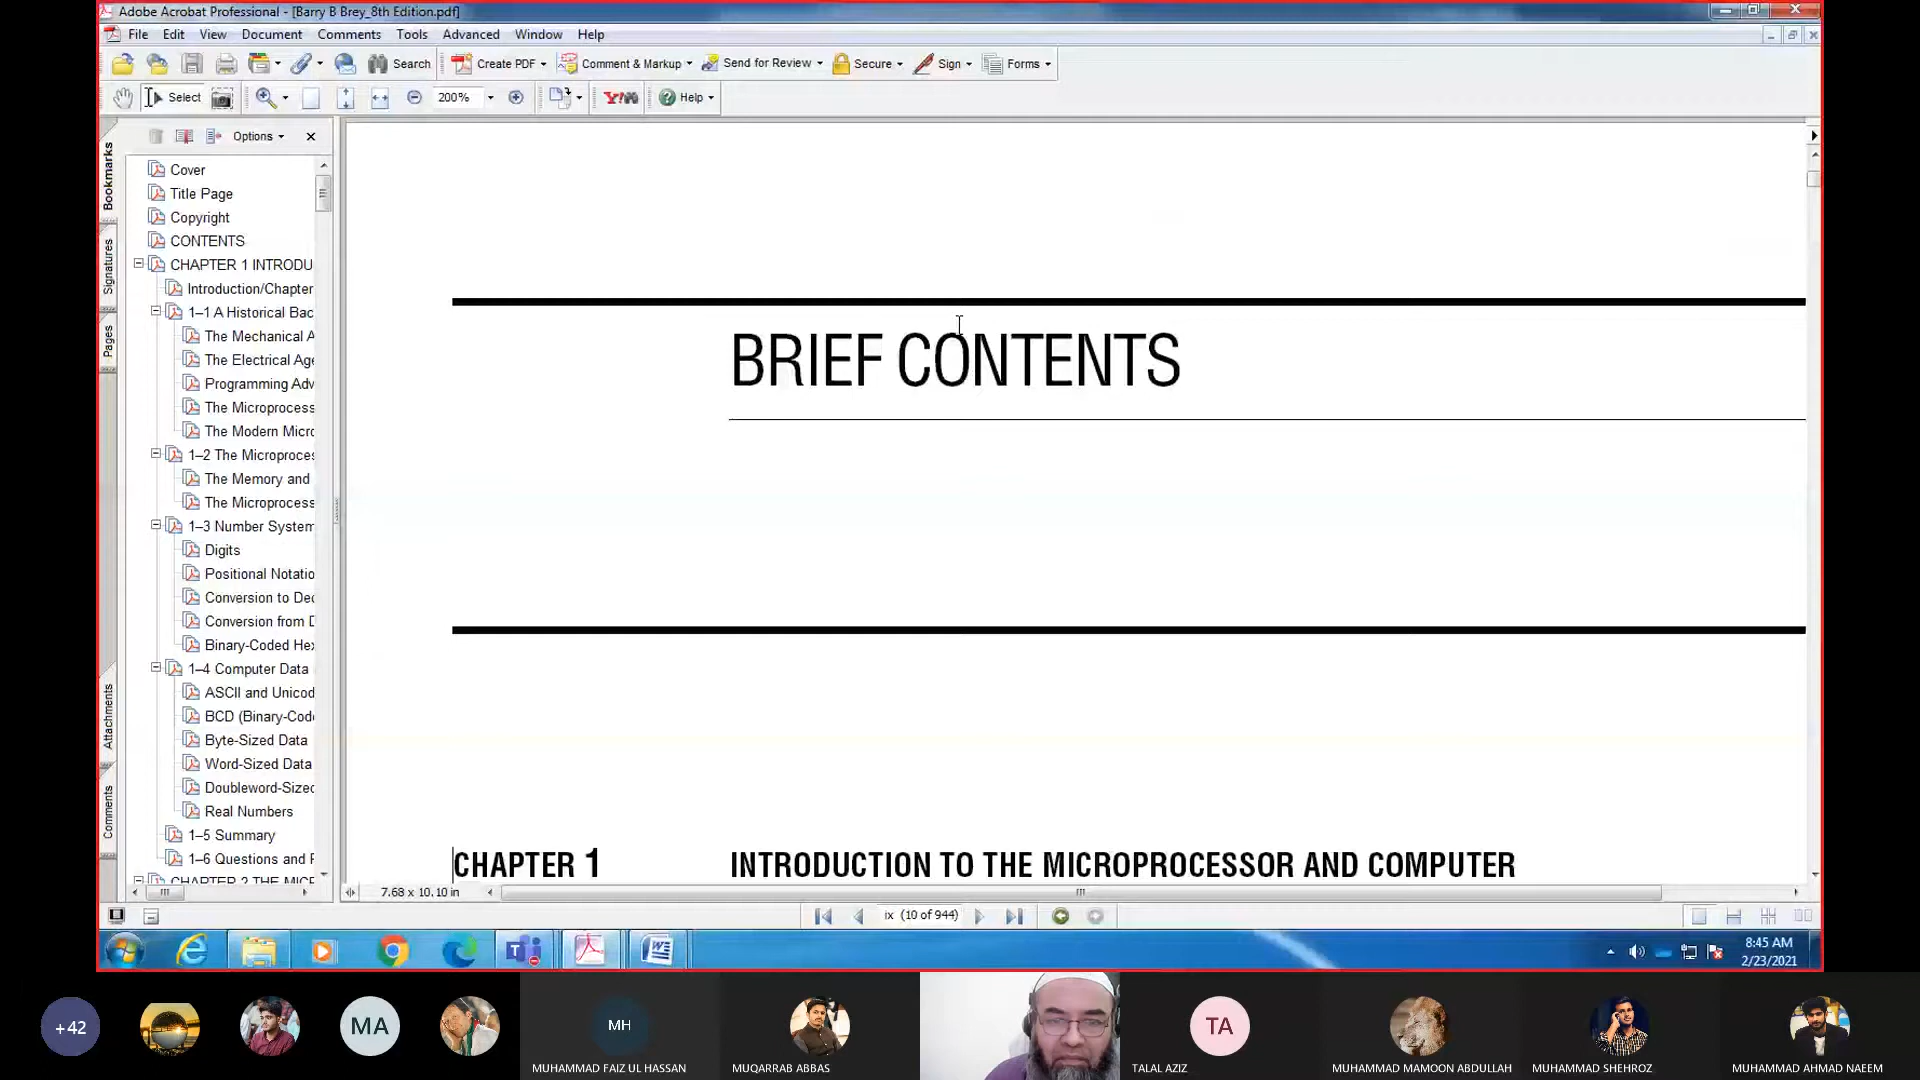 Adobe Acrobat Professional - [Barry B Brey_8th Edition.pdf]
File Edit View Document Comments Tools Advanced Window Help
Search Create PDF Comment & Markup Send for Review Secure Sign Forms
Select 200% Y! Help
Options
Bookmarks
Signatures
Pages
Attachments
Comments
Cover
Title Page
Copyright
CONTENTS
CHAPTER 1 INTRODU
Introduction/Chapter
1–1 A Historical Bac
The Mechanical A
The Electrical Age
Programming Adv
The Microprocess
The Modern Micro
1–2 The Microproces
The Memory and
The Microprocess
1–3 Number System
Digits
Positional Notatio
Conversion to Dec
Conversion from D
Binary-Coded Hex
1–4 Computer Data
ASCII and Unicod
BCD (Binary-Code
Byte-Sized Data
Word-Sized Data
Doubleword-Sized
Real Numbers
1–5 Summary
1–6 Questions and P
CHAPTER 2 THE MICR
BRIEF CONTENTS
CHAPTER 1 INTRODUCTION TO THE MICROPROCESSOR AND COMPUTER
7.68 x 10.10 in
ix (10 of 944)
8:45 AM
2/23/2021
+42
MA
MH
TA
MUHAMMAD FAIZ UL HASSAN
MUQARRAB ABBAS
TALAL AZIZ
MUHAMMAD MAMOON ABDULLAH
MUHAMMAD SHEHROZ
MUHAMMAD AHMAD NAEEM